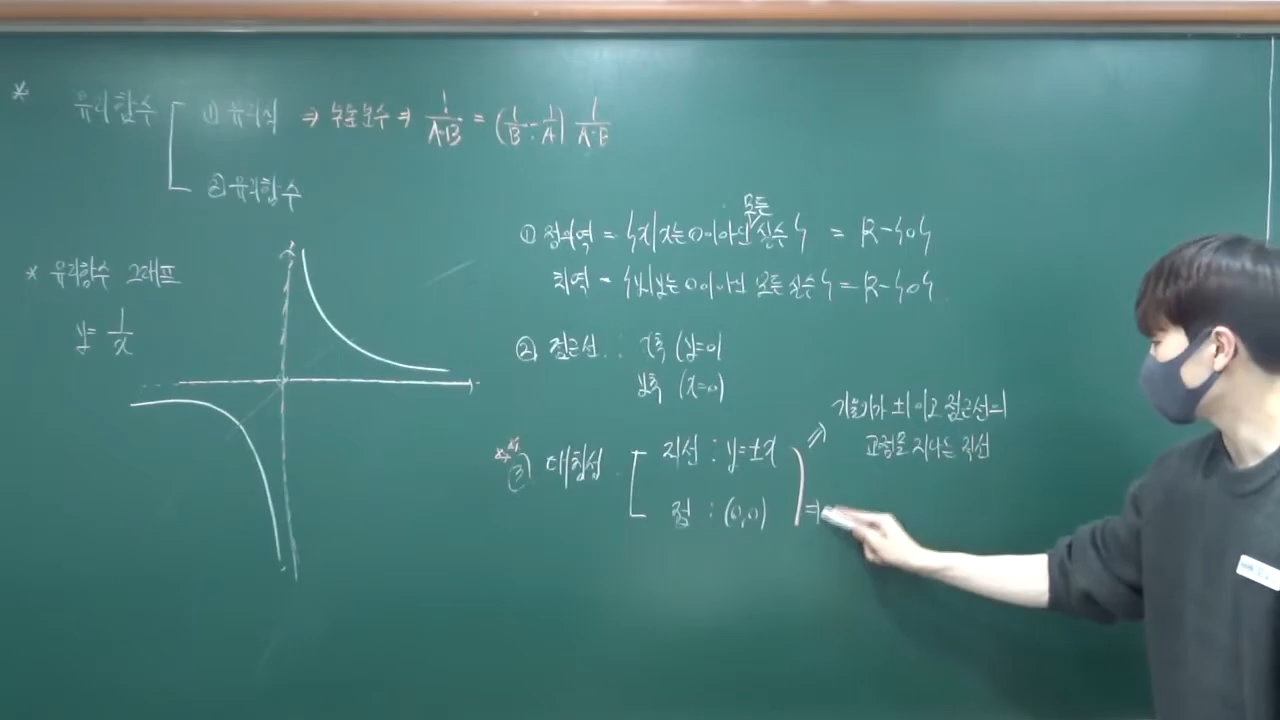 * 유리함수 ① 유리식 ⇒ 부분분수 ⇒ 1/A·B = (1/B - 1/A) 1/A-B
② 유리함수
* 유리함수 그래프
y = 1/x
① 정의역 = {x|x는 0이 아닌 모든 실수} = R-{0}
치역 = {y|y는 0이 아닌 모든 실수} = R-{0}
② 점근선 : x축 (y=0)
y축 (x=0)
③ 대칭성 직선 : y=±x ⇒ 기울기가 ±1이고 점근선의
교점을 지나는 직선
점 : (0,0) ⇒